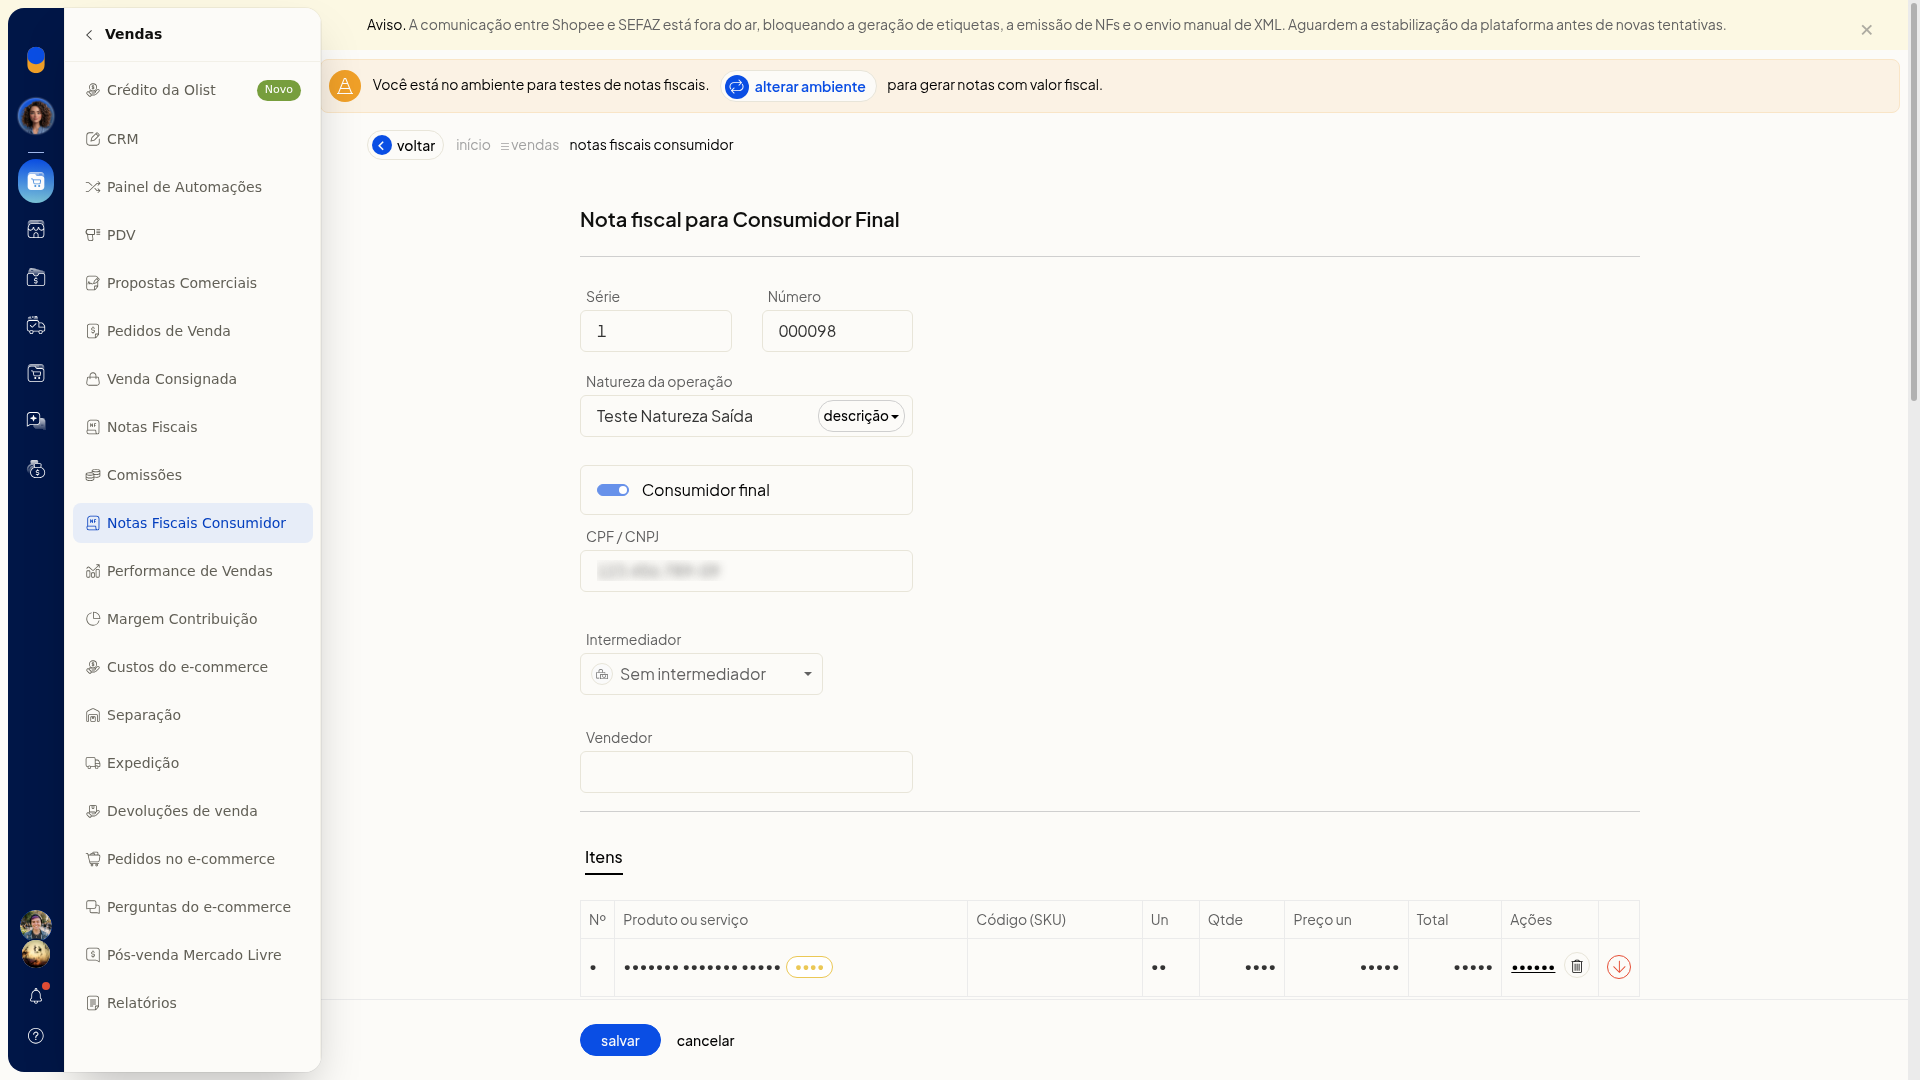 Vendas
Crédito da Olist
Novo
CRM
Painel de Automações
PDV
Propostas Comerciais
Pedidos de Venda
Venda Consignada
Notas Fiscais
Comissões
Notas Fiscais Consumidor
Performance de Vendas
Margem Contribuição
Custos do e-commerce
Separação
Expedição
Devoluções de venda
Pedidos no e-commerce
Perguntas do e-commerce
Pós-venda Mercado Livre
Relatórios
Aviso. A comunicação entre Shopee e SEFAZ está fora do ar, bloqueando a geração de etiquetas, a emissão de NFs e o envio manual de XML. Aguardem a estabilização da plataforma antes de novas tentativas.
Você está no ambiente para testes de notas fiscais. alterar ambiente para gerar notas com valor fiscal.
voltar início vendas notas fiscais consumidor
Nota fiscal para Consumidor Final
Série Número
1 000098
Natureza da operação
Teste Natureza Saída descrição
Consumidor final
CPF / CNPJ
Intermediador
Sem intermediador
Vendedor
Itens
Nº Produto ou serviço Código (SKU) Un Qtde Preço un Total Ações
salvar cancelar